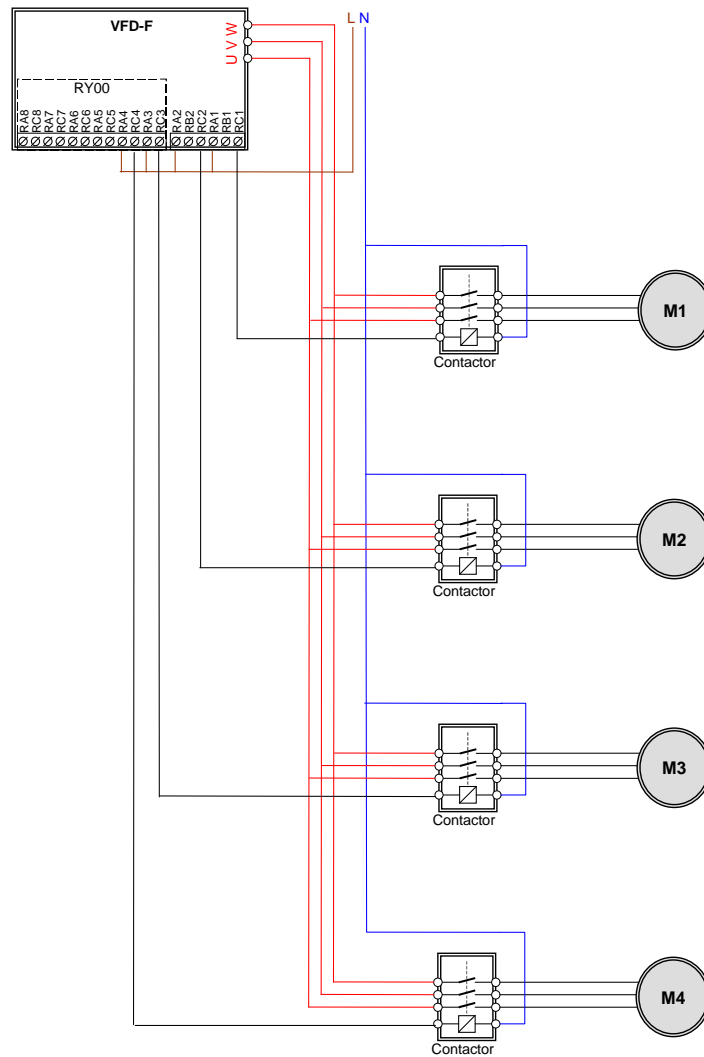 VFD-F
L N
W
V
U
RY00
RA8
RC8
RA7
RC7
RA6
RC6
RA5
RC5
RA4
RC4
RA3
RC3
RA2
RB2
RC2
RA1
RB1
RC1
M1
Contactor
M2
Contactor
M3
Contactor
M4
Contactor